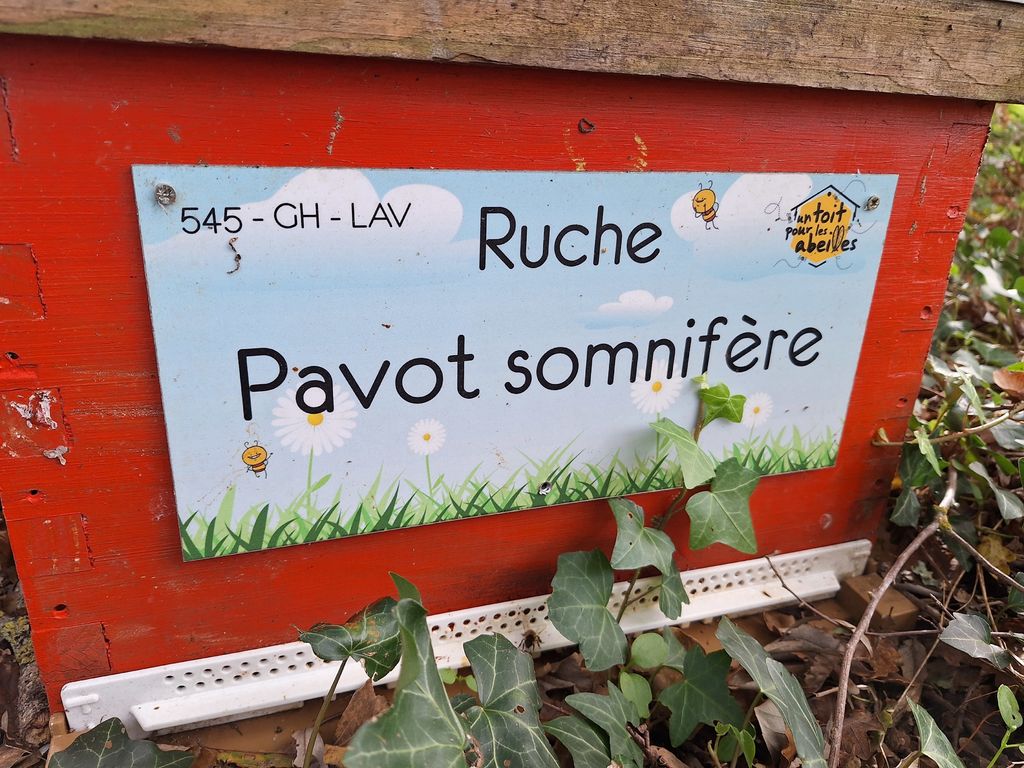 545 - GH - LAV
Ruche
un toit
pour les
abeilles
Pavot somnifère